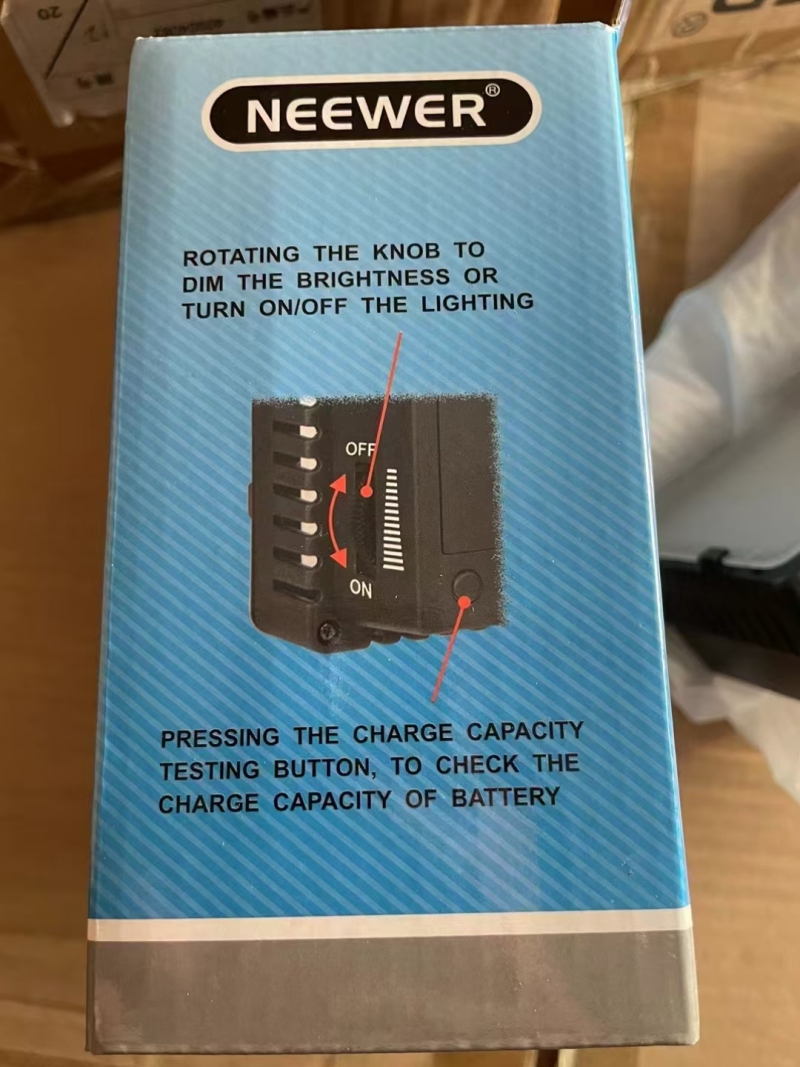 NEEWER®
ROTATING THE KNOB TO
DIM THE BRIGHTNESS OR
TURN ON/OFF THE LIGHTING
OFF
ON
PRESSING THE CHARGE CAPACITY
TESTING BUTTON, TO CHECK THE
CHARGE CAPACITY OF BATTERY